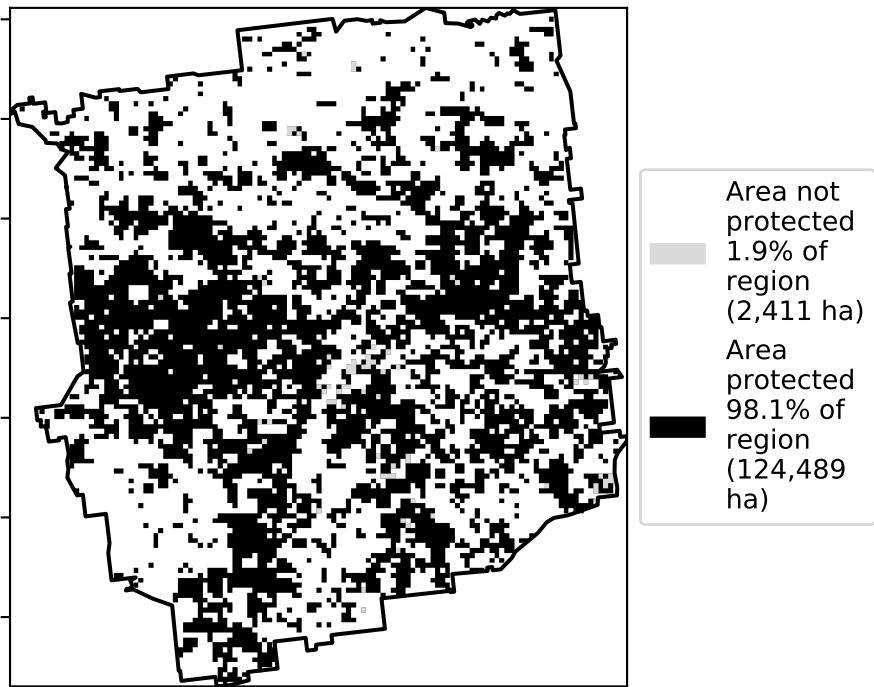 Area not
protected
1.9% of
region
(2,411 ha)
Area
protected
98.1% of
region
(124,489
ha)